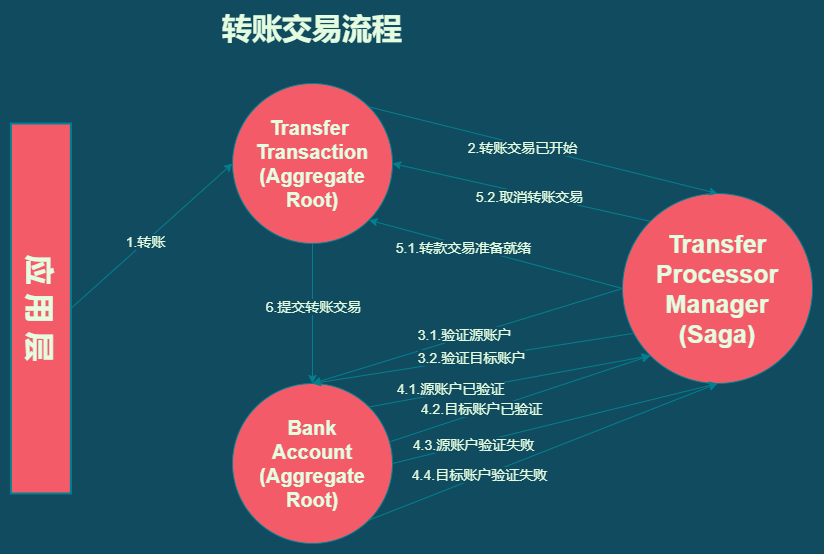 转账交易流程
应用层
1.转账
Transfer
Transaction
(Aggregate
Root)
2.转账交易已开始
5.2.取消转账交易
5.1.转款交易准备就绪
Transfer
Processor
Manager
(Saga)
6.提交转账交易
3.1.验证源账户
3.2.验证目标账户
4.1.源账户已验证
4.2.目标账户已验证
4.3.源账户验证失败
4.4.目标账户验证失败
Bank
Account
(Aggregate
Root)